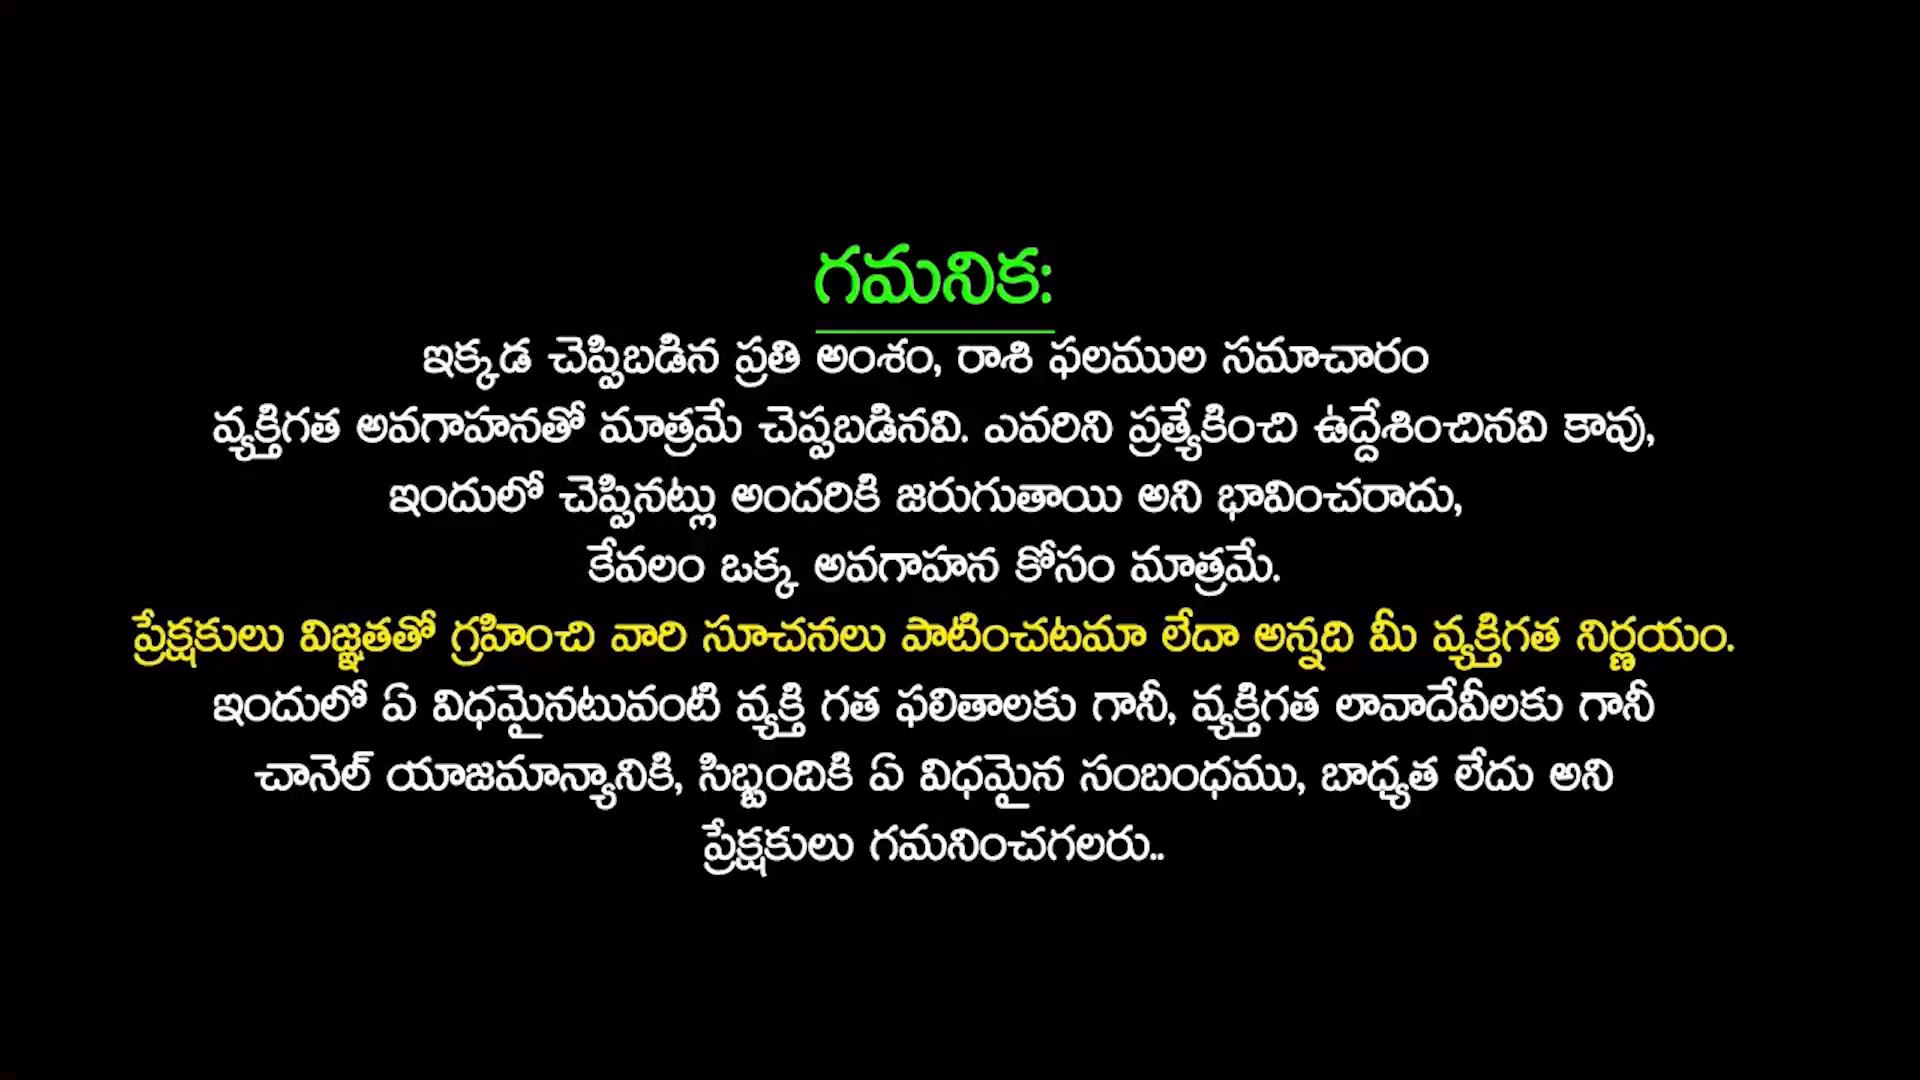 గమనిక:
ఇక్కడ చెప్పిబడిన ప్రతి అంశం, రాశి ఫలముల సమాచారం
వ్యక్తిగత అవగాహనతో మాత్రమే చెప్పబడినవి. ఎవరిని ప్రత్యేకించి ఉద్దేశించినవి కావు,
ఇందులో చెప్పినట్లు అందరికి జరుగుతాయి అని భావించరాదు,
కేవలం ఒక్క అవగాహన కోసం మాత్రమే.
ప్రేక్షకులు విజ్ఞతతో గ్రహించి వారి సూచనలు పాటించటమా లేదా అన్నది మీ వ్యక్తిగత నిర్ణయం.
ఇందులో ఏ విధమైనటువంటి వ్యక్తి గత ఫలితాలకు గానీ, వ్యక్తిగత లావాదేవీలకు గానీ
చానెల్ యాజమాన్యానికి, సిబ్బందికి ఏ విధమైన సంబంధము, బాధ్యత లేదు అని
ప్రేక్షకులు గమనించగలరు..